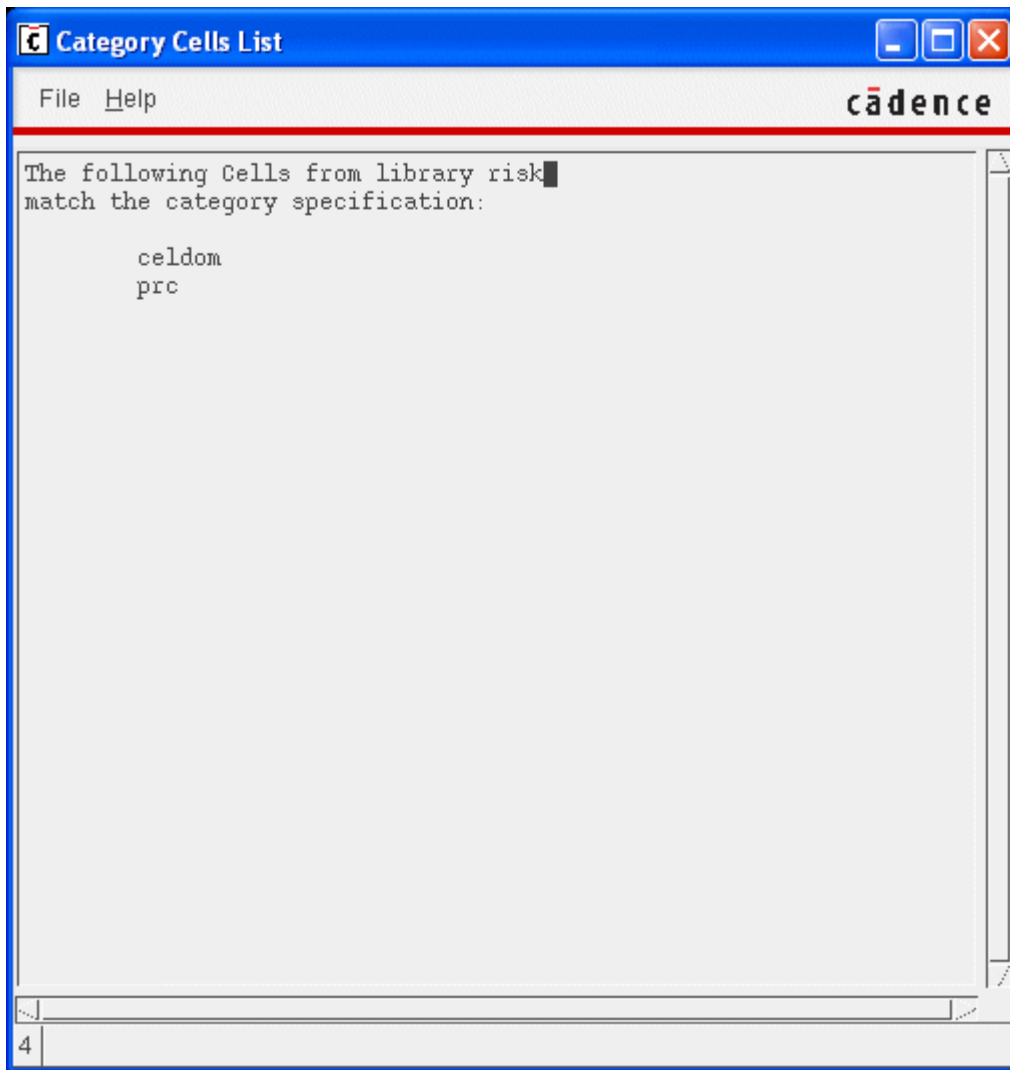 Category Cells List
File Help
cādence
The following Cells from library risk
match the category specification:
celdom
prc
4